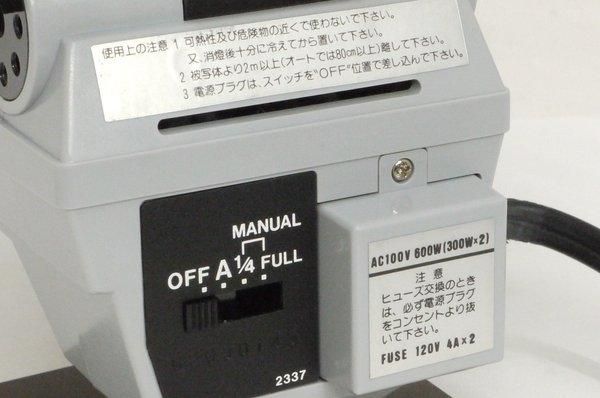 使用上の注意 1 可熱性及び危険物の近くで使わないで下さい。
又、消燈後十分に冷えてから置いて下さい。
2 被写体より2m以上(オートでは80cm以上)離して下さい。
3 電源プラグは、スイッチを"OFF"位置で差し込んで下さい。
MANUAL
OFF A 1/4 FULL
2337
AC100V 600W(300W×2)
注意
ヒューズ交換のとき
は、必ず電源プラグ
をコンセントより抜
いて下さい。
FUSE 120V 4A×2